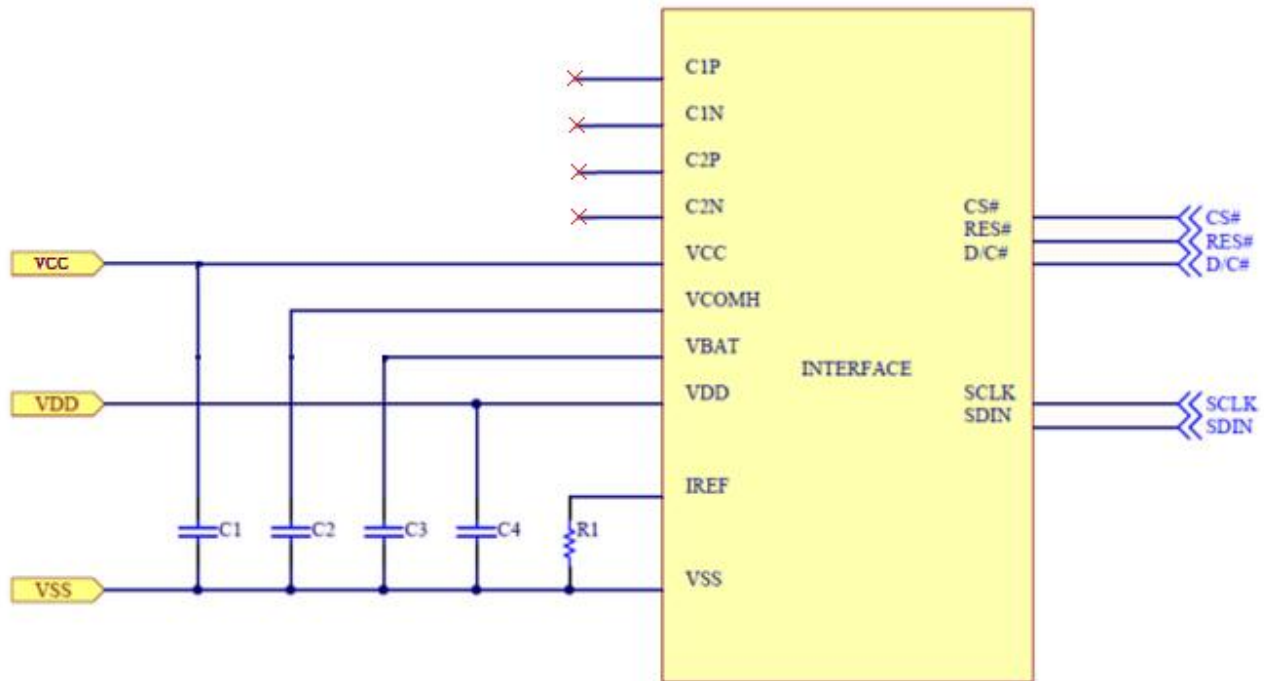 C1P
C1N
C2P
C2N
CS#
CS#
RES#
RES#
VCC
VCC
D/C#
D/C#
VCOMH
VBAT
INTERFACE
VDD
VDD
SCLK
SCLK
SDIN
SDIN
IREF
C1
C2
C3
C4
R1
VSS
VSS